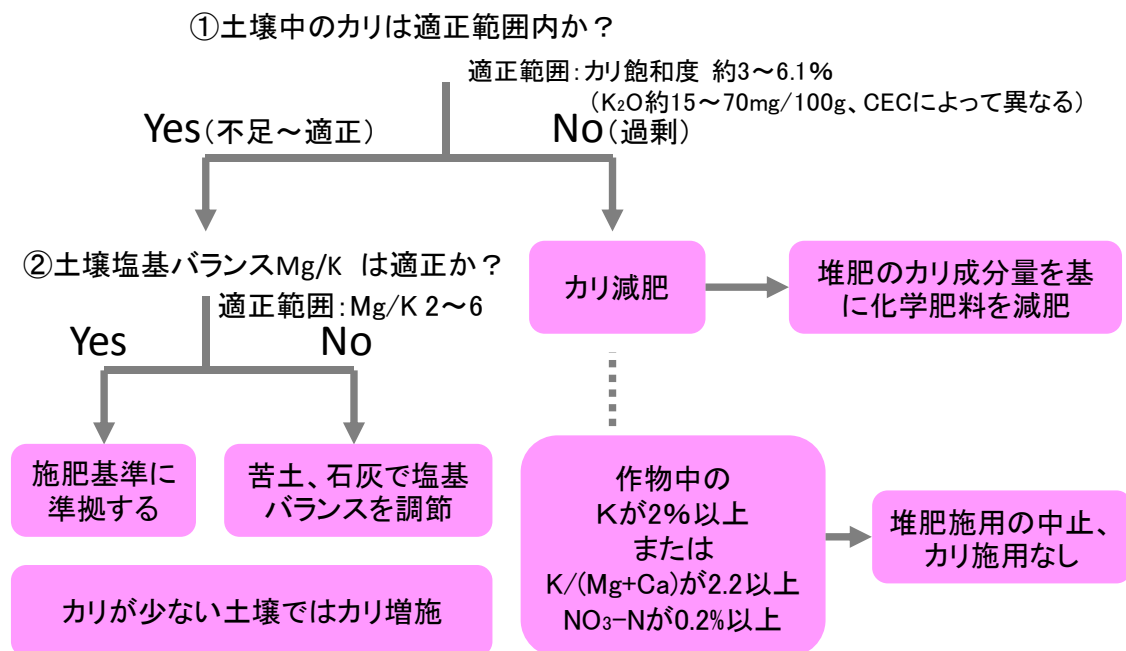 ①土壌中のカリは適正範囲内か？
適正範囲：カリ飽和度 約3～6.1％
（K₂O約15～70mg/100g、CECによって異なる）
Yes（不足～適正）
No（過剰）
②土壌塩基バランスMg/K は適正か？
適正範囲：Mg/K 2～6
Yes
No
カリ減肥
堆肥のカリ成分量を基
に化学肥料を減肥
施肥基準に
準拠する
苦土、石灰で塩基
バランスを調節
カリが少ない土壌ではカリ増施
作物中の
Kが2％以上
または
K/(Mg+Ca)が2.2以上
NO₃−Nが0.2%以上
堆肥施用の中止、
カリ施用なし